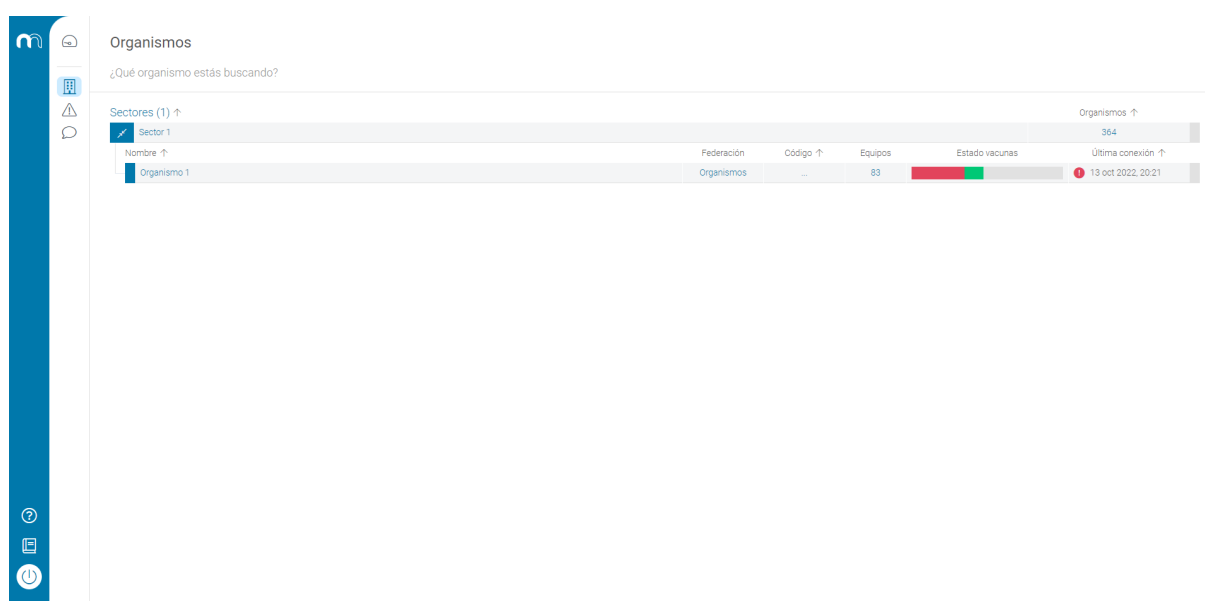 Organismos
¿Qué organismo estás buscando?
Sectores (1) ↑ Organismos ↑
Sector 1 364
Nombre ↑ Federación Código ↑ Equipos Estado vacunas Última conexión ↑
Organismo 1 Organismos ... 83 13 oct 2022, 20:21